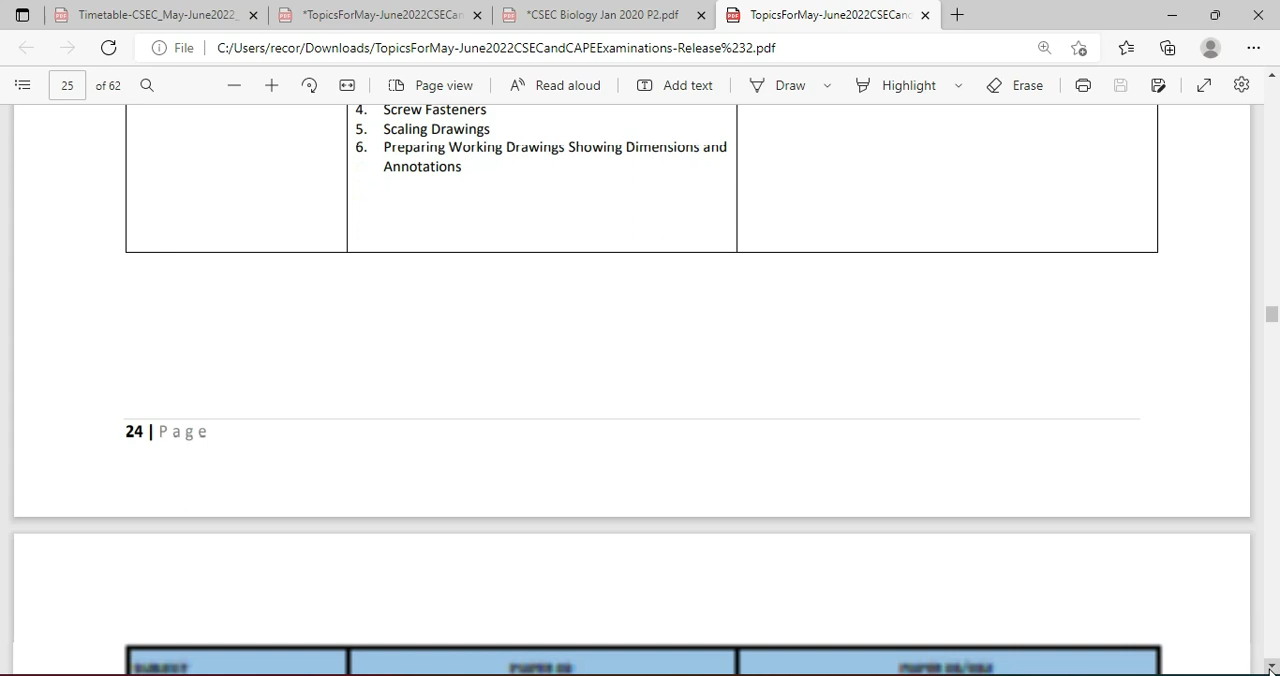 Timetable-CSEC_May-June2022_
*TopicsForMay-June2022CSECan
*CSEC Biology Jan 2020 P2.pdf
TopicsForMay-June2022CSECand
File
C:/Users/recor/Downloads/TopicsForMay-June2022CSECandCAPEExaminations-Release%232.pdf
25 of 62
Page view
Read aloud
Add text
Draw
Highlight
Erase
4. Screw Fasteners
5. Scaling Drawings
6. Preparing Working Drawings Showing Dimensions and
Annotations
24 | Page
SUBJECT